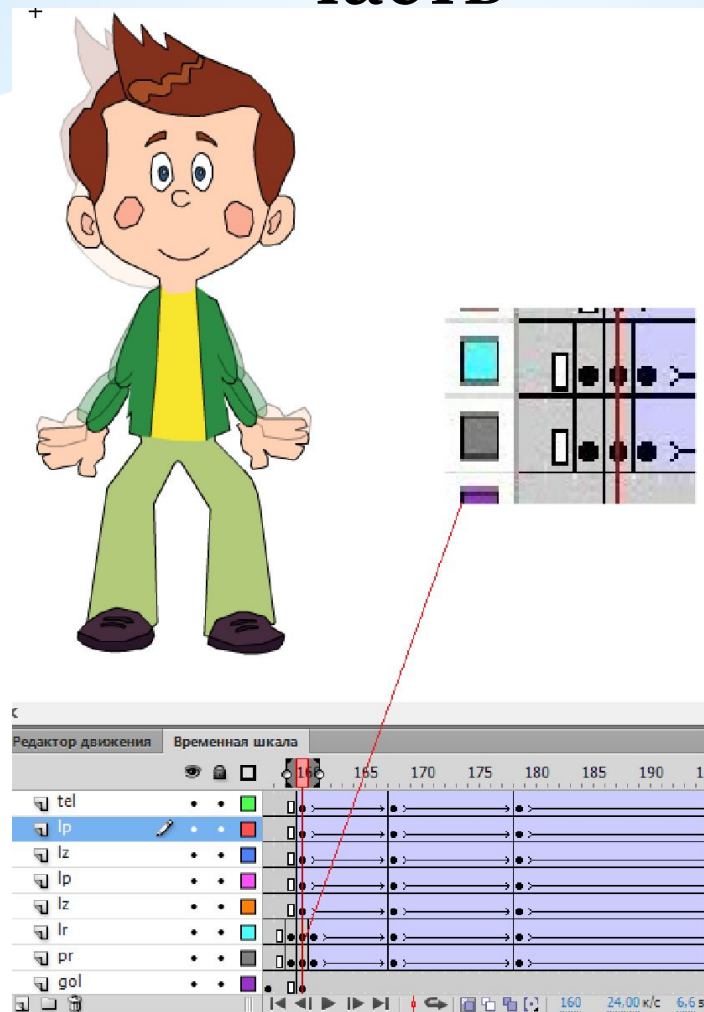 часть
Редактор движения Временная шкала
160 165 170 175 180 185 190
tel
lp
lz
lp
lz
lr
pr
gol
160 24,00 к/с 6,6 s